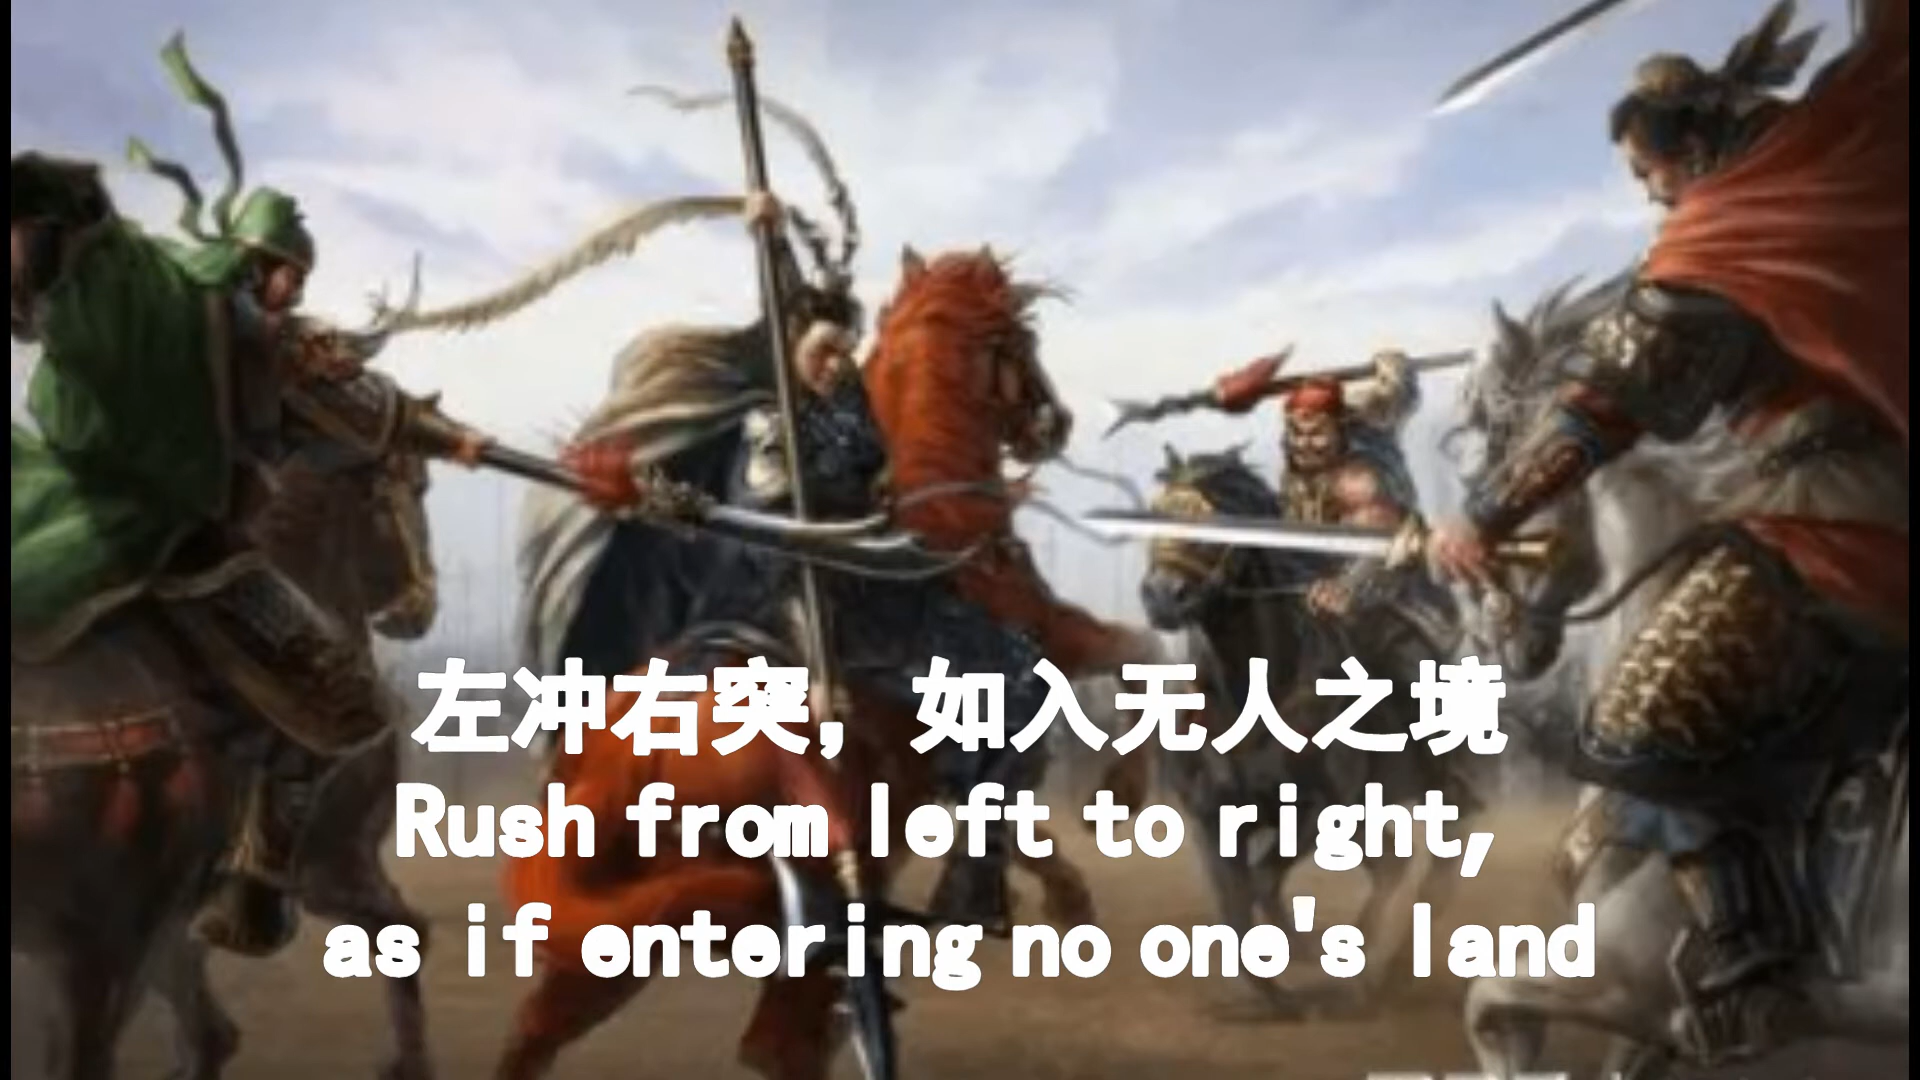 左冲右突，如入无人之境
Rush from left to right,
as if entering no one's land